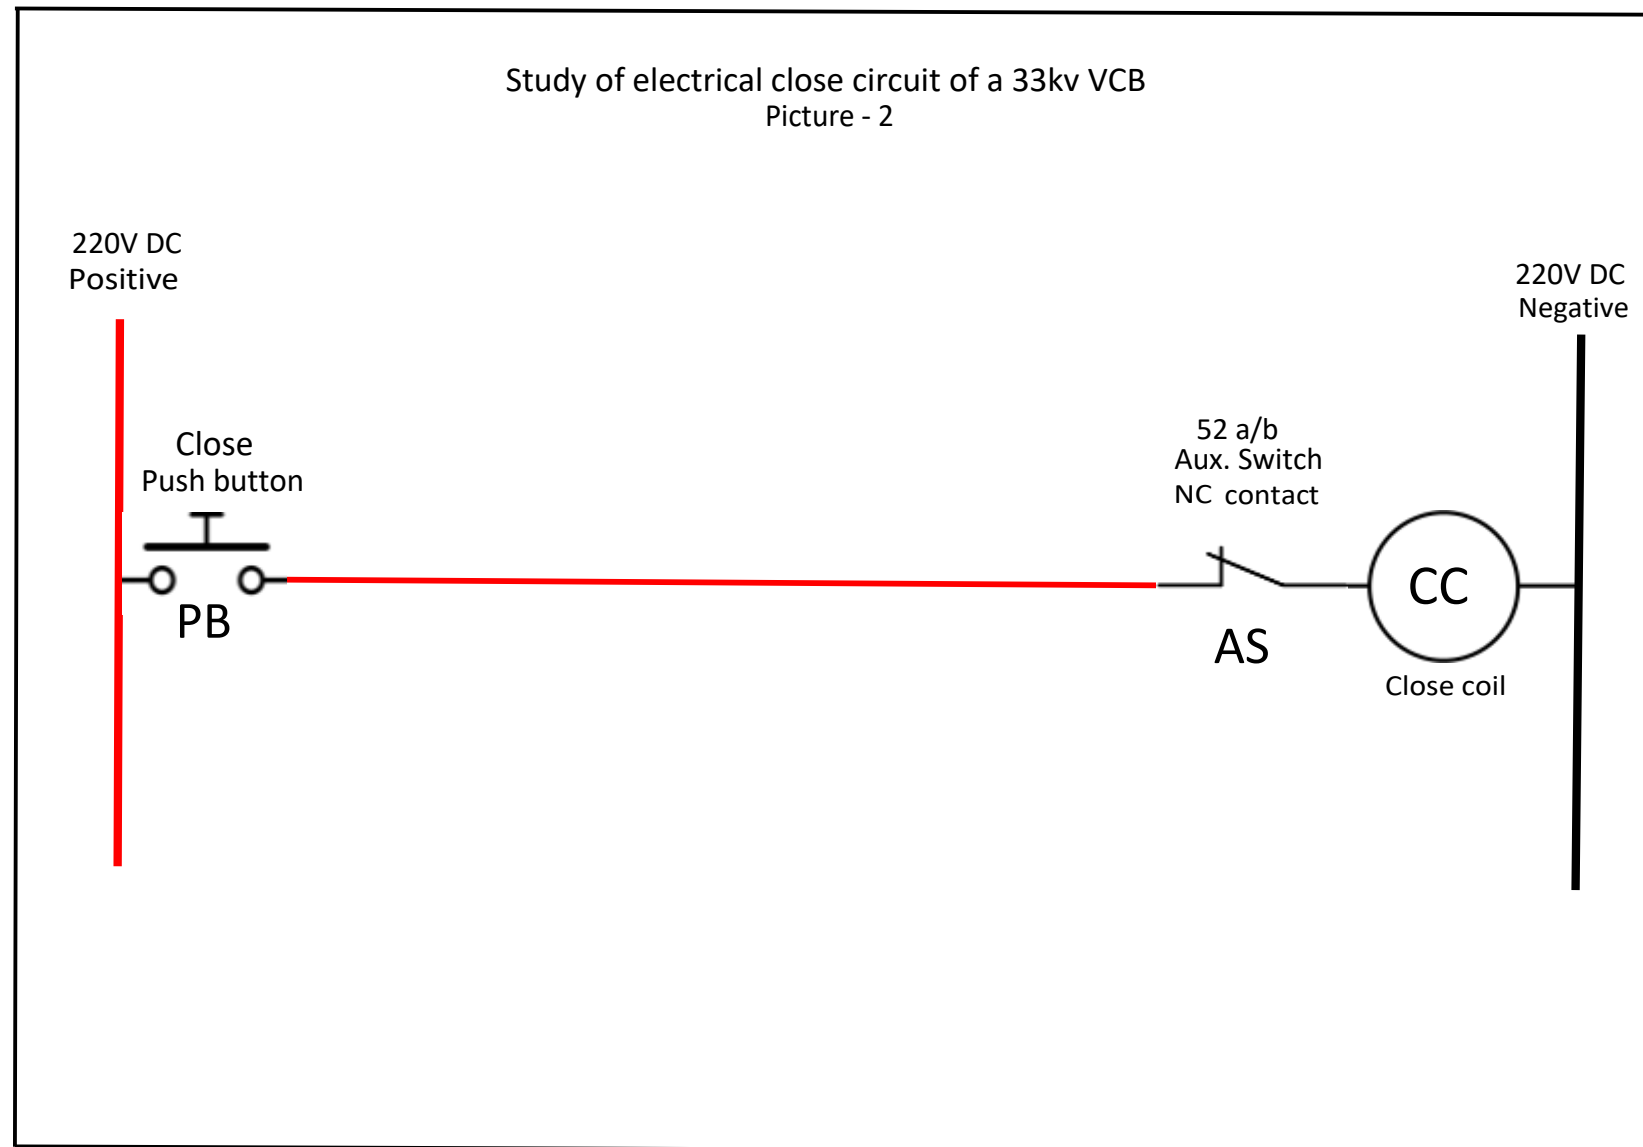 Study of electrical close circuit of a 33kv VCB
Picture - 2
220V DC
Positive
220V DC
Negative
Close
Push button
PB
52 a/b
Aux. Switch
NC contact
AS
CC
Close coil